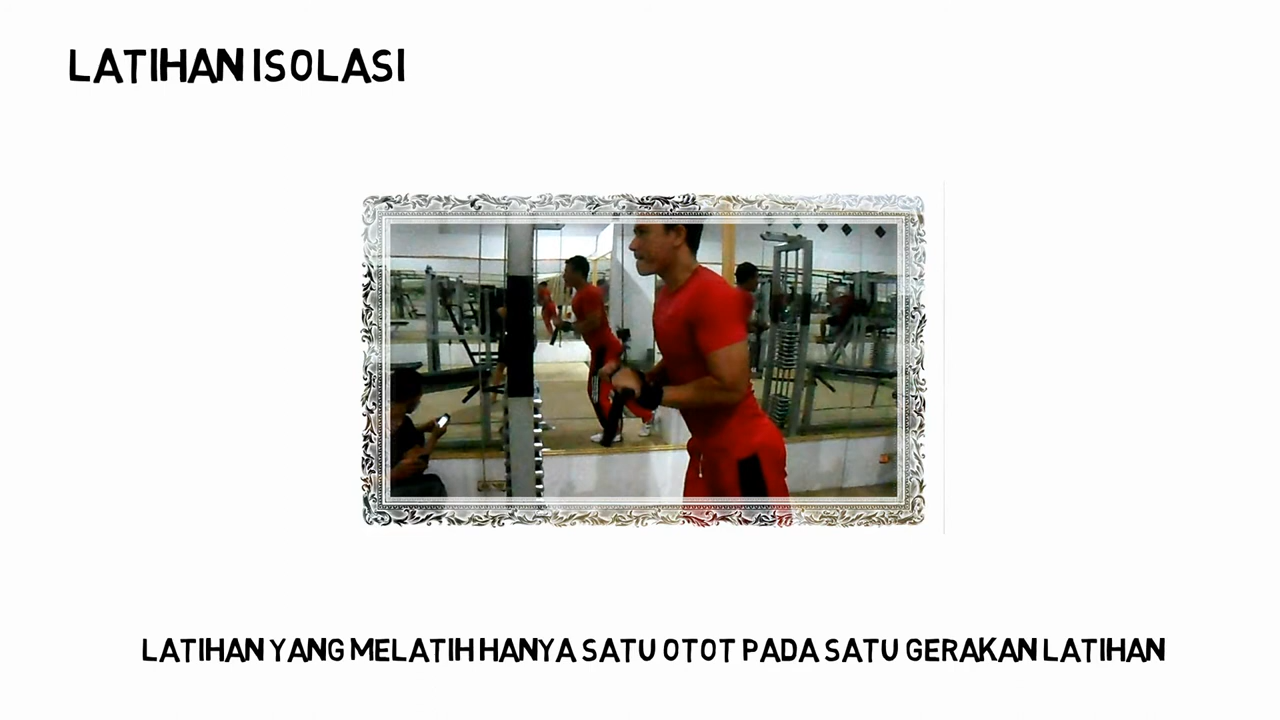 LATIHAN ISOLASI
LATIHAN YANG MELATIH HANYA SATU OTOT PADA SATU GERAKAN LATIHAN